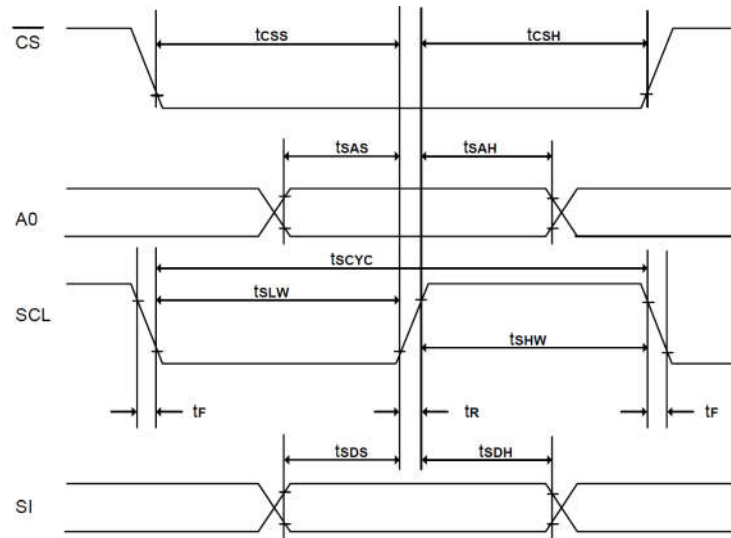 CS
tCSS tCSH
tSAS tSAH
A0
tSCYC
tSLW
SCL
tSHW
tF tR tF
tSDS tSDH
SI